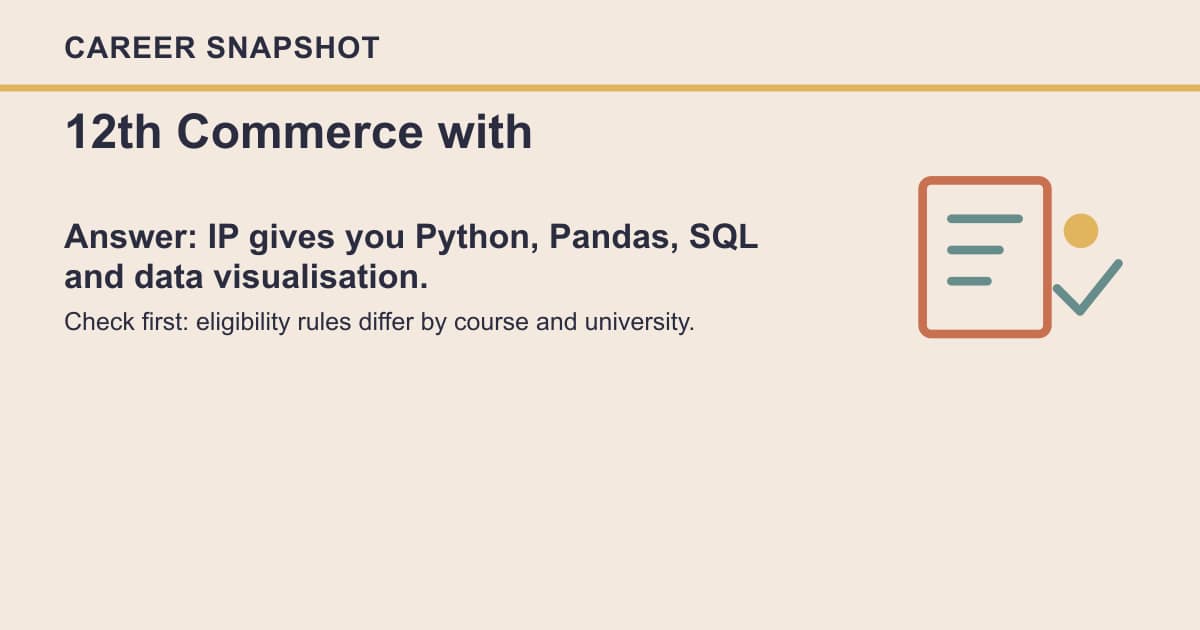 CAREER SNAPSHOT
12th Commerce with
Answer: IP gives you Python, Pandas, SQL
and data visualisation.
Check first: eligibility rules differ by course and university.